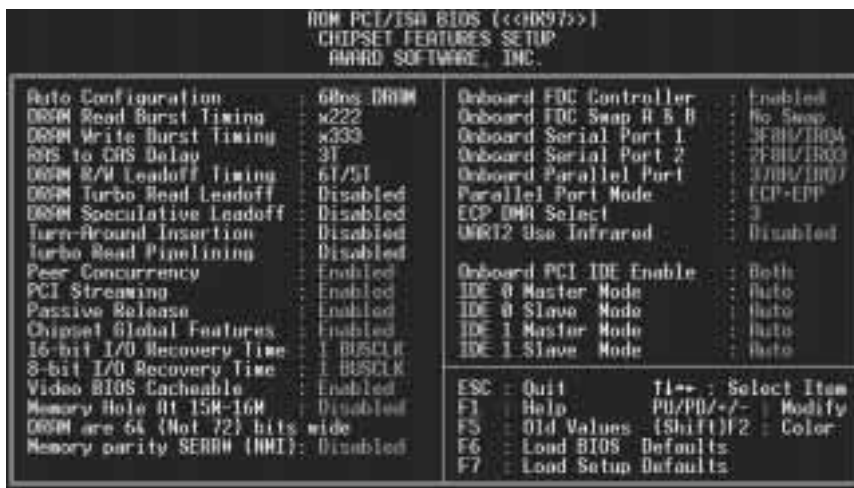 ROM PCI/ISA BIOS (<<HX97>>)
CHIPSET FEATURES SETUP
AWARD SOFTWARE, INC.
Auto Configuration : 60ns DRAM
DRAM Read Burst Timing : x222
DRAM Write Burst Timing : x333
RAS to CAS Delay : 3T
DRAM R/W Leadoff Timing : 6T/5T
DRAM Turbo Read Leadoff : Disabled
DRAM Speculative Leadoff : Disabled
Turn-Around Insertion : Disabled
Turbo Read Pipelining : Disabled
Peer Concurrency : Enabled
PCI Streaming : Enabled
Passive Release : Enabled
Chipset Global Features : Enabled
16-bit I/O Recovery Time : 1 BUSCLK
8-bit I/O Recovery Time : 1 BUSCLK
Video BIOS Cacheable : Enabled
Memory Hole At 15M-16M : Disabled
DRAM are 64 (Not 72) bits wide
Memory parity SERR# (NMI): Disabled
Onboard FDC Controller : Enabled
Onboard FDC Swap A & B : No Swap
Onboard Serial Port 1 : 3F8H/IRQ4
Onboard Serial Port 2 : 2F8H/IRQ3
Onboard Parallel Port : 378H/IRQ7
Parallel Port Mode : ECP+EPP
ECP DMA Select : 3
UART2 Use Infrared : Disabled
Onboard PCI IDE Enable : Both
IDE 0 Master Mode : Auto
IDE 0 Slave Mode : Auto
IDE 1 Master Mode : Auto
IDE 1 Slave Mode : Auto
ESC : Quit ↑↓→← : Select Item
F1 : Help PU/PD/+/- : Modify
F5 : Old Values (Shift)F2 : Color
F6 : Load BIOS Defaults
F7 : Load Setup Defaults